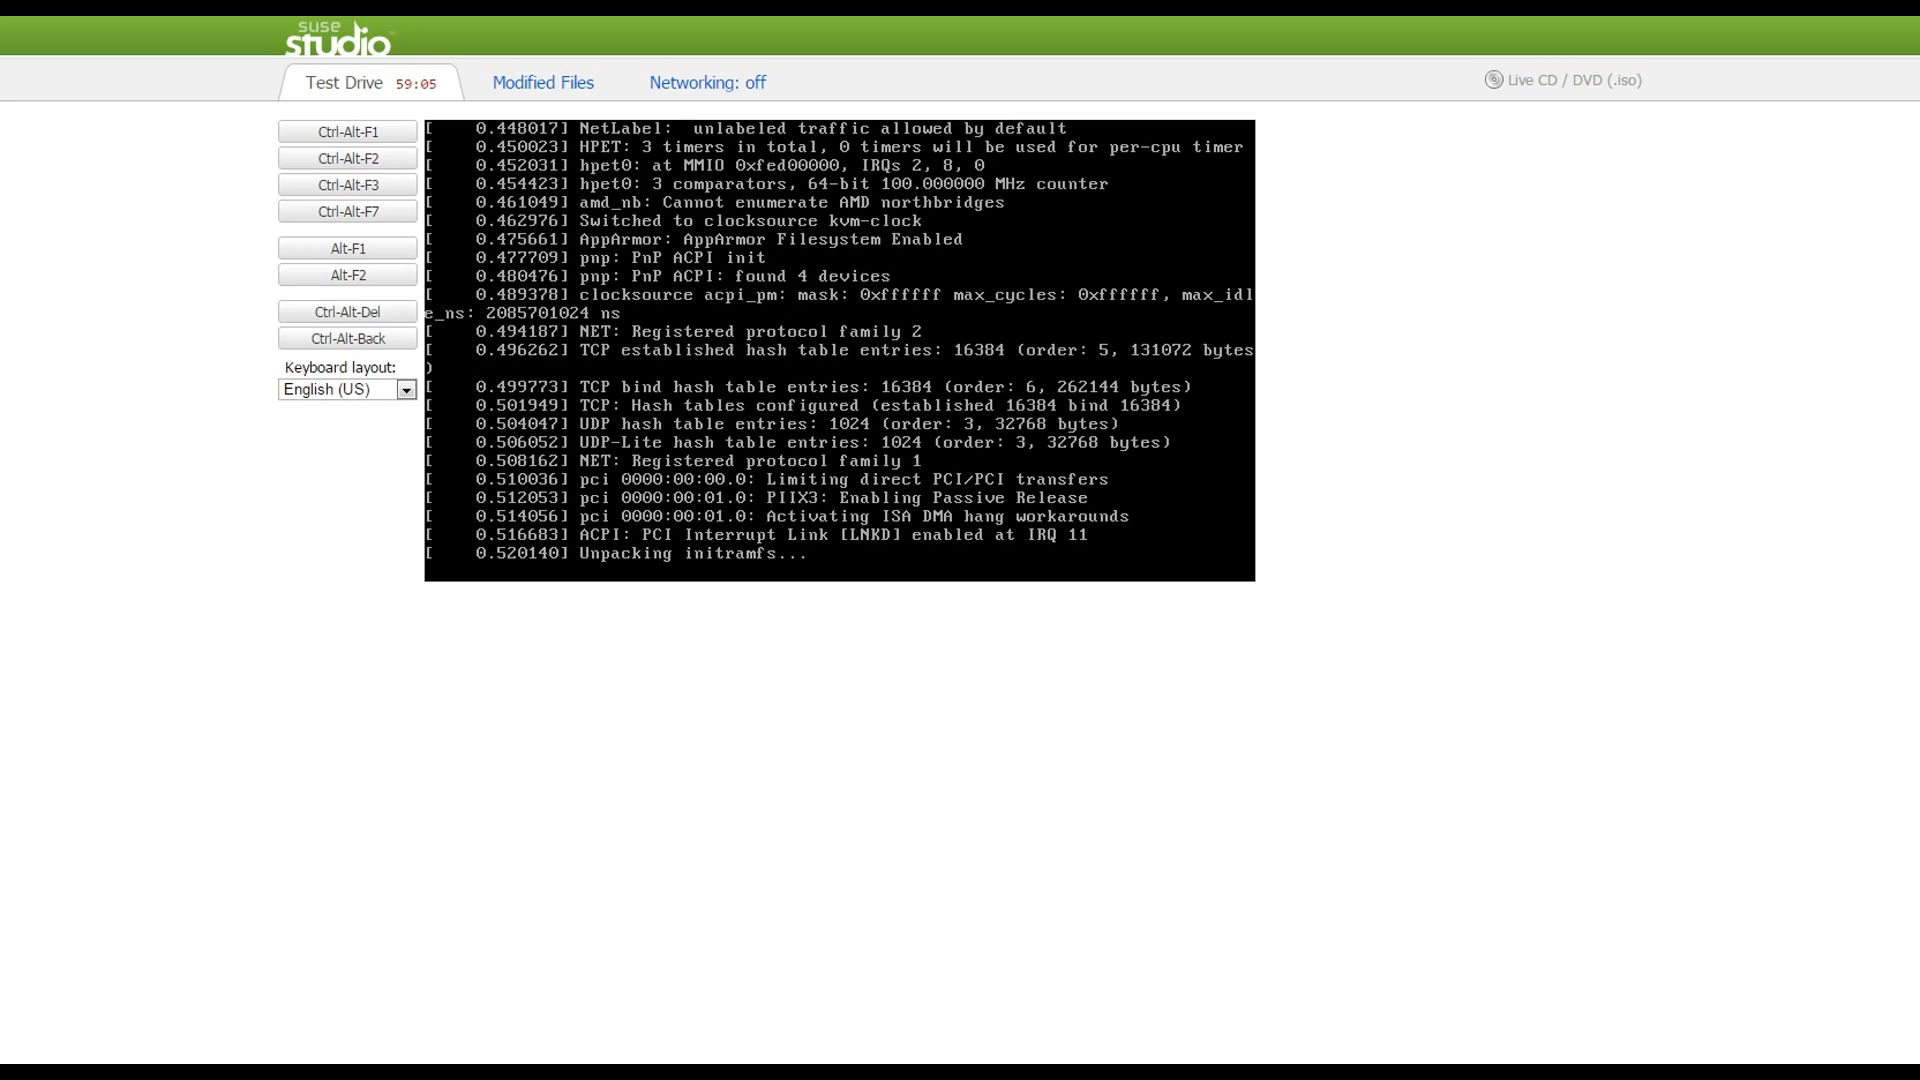 suse
studio
Test Drive 59:05 Modified Files Networking: off Live CD / DVD (.iso)
Ctrl-Alt-F1
Ctrl-Alt-F2
Ctrl-Alt-F3
Ctrl-Alt-F7
Alt-F1
Alt-F2
Ctrl-Alt-Del
Ctrl-Alt-Back
Keyboard layout:
English (US)
[    0.448017] NetLabel:  unlabeled traffic allowed by default
[    0.450023] HPET: 3 timers in total, 0 timers will be used for per-cpu timer
[    0.452031] hpet0: at MMIO 0xfed00000, IRQs 2, 8, 0
[    0.454423] hpet0: 3 comparators, 64-bit 100.000000 MHz counter
[    0.461049] amd_nb: Cannot enumerate AMD northbridges
[    0.462976] Switched to clocksource kvm-clock
[    0.475661] AppArmor: AppArmor Filesystem Enabled
[    0.477709] pnp: PnP ACPI init
[    0.480476] pnp: PnP ACPI: found 4 devices
[    0.489378] clocksource acpi_pm: mask: 0xffffff max_cycles: 0xffffff, max_idl
e_ns: 2085701024 ns
[    0.494187] NET: Registered protocol family 2
[    0.496262] TCP established hash table entries: 16384 (order: 5, 131072 bytes
)
[    0.499773] TCP bind hash table entries: 16384 (order: 6, 262144 bytes)
[    0.501949] TCP: Hash tables configured (established 16384 bind 16384)
[    0.504047] UDP hash table entries: 1024 (order: 3, 32768 bytes)
[    0.506052] UDP-Lite hash table entries: 1024 (order: 3, 32768 bytes)
[    0.508162] NET: Registered protocol family 1
[    0.510036] pci 0000:00:00.0: Limiting direct PCI/PCI transfers
[    0.512053] pci 0000:00:01.0: PIIX3: Enabling Passive Release
[    0.514056] pci 0000:00:01.0: Activating ISA DMA hang workarounds
[    0.516683] ACPI: PCI Interrupt Link [LNKD] enabled at IRQ 11
[    0.520140] Unpacking initramfs...